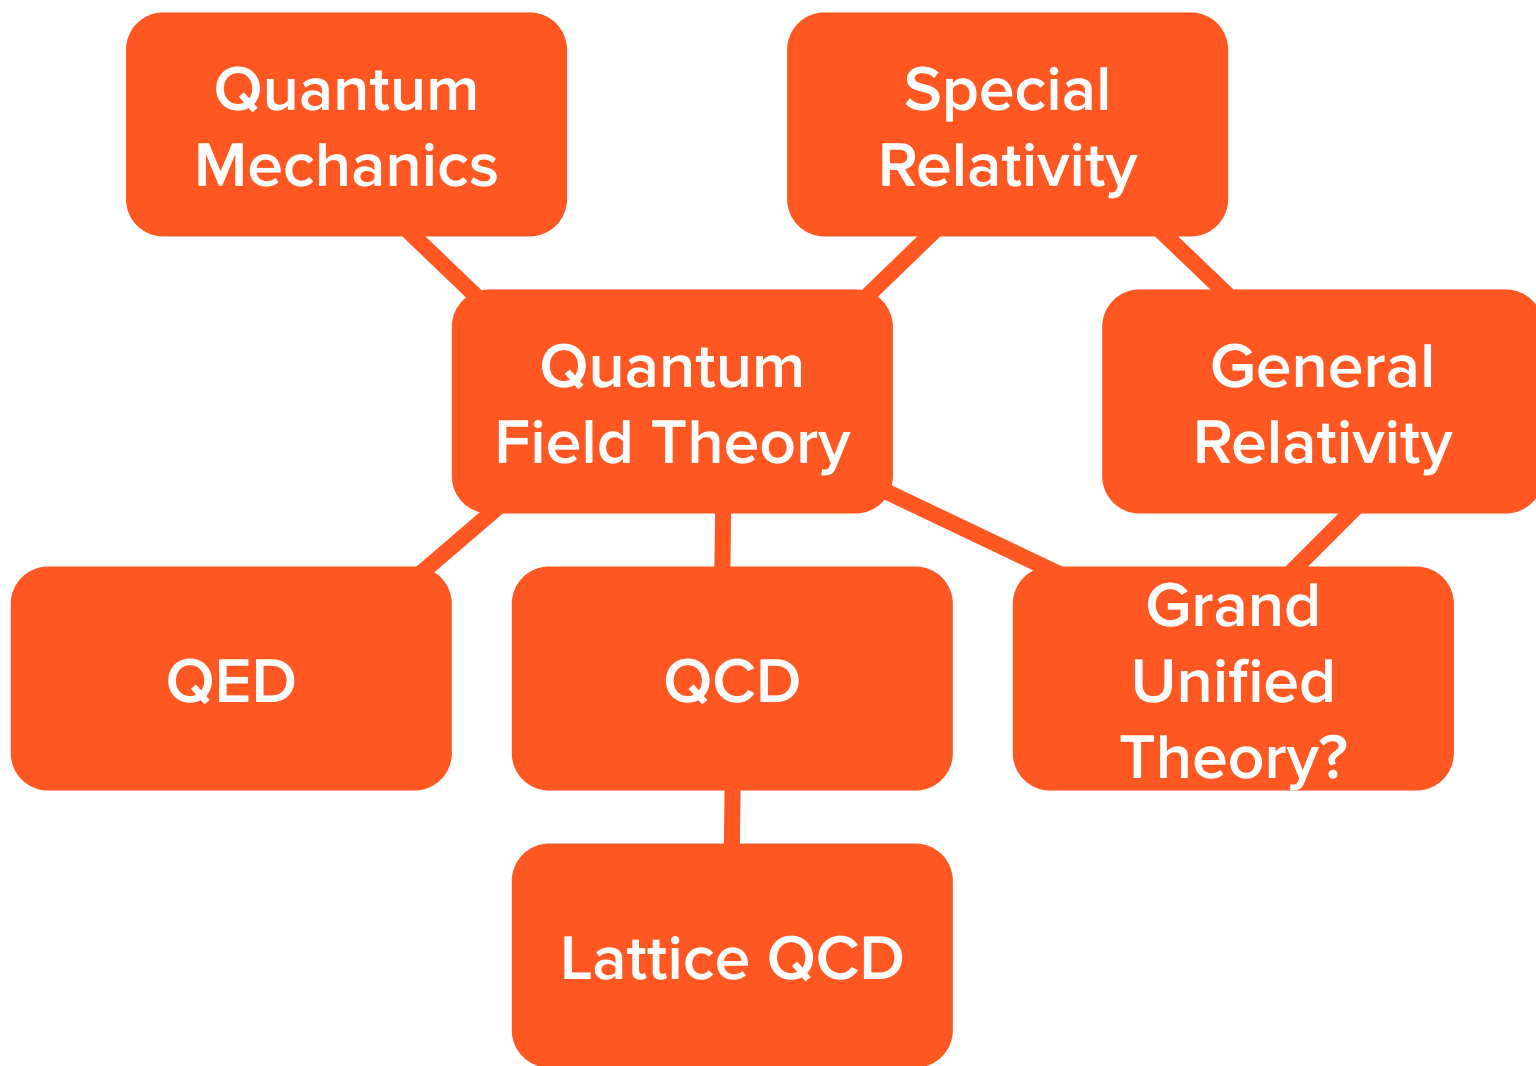 Quantum
Mechanics
Special
Relativity
Quantum
Field Theory
General
Relativity
QED
QCD
Grand
Unified
Theory?
Lattice QCD